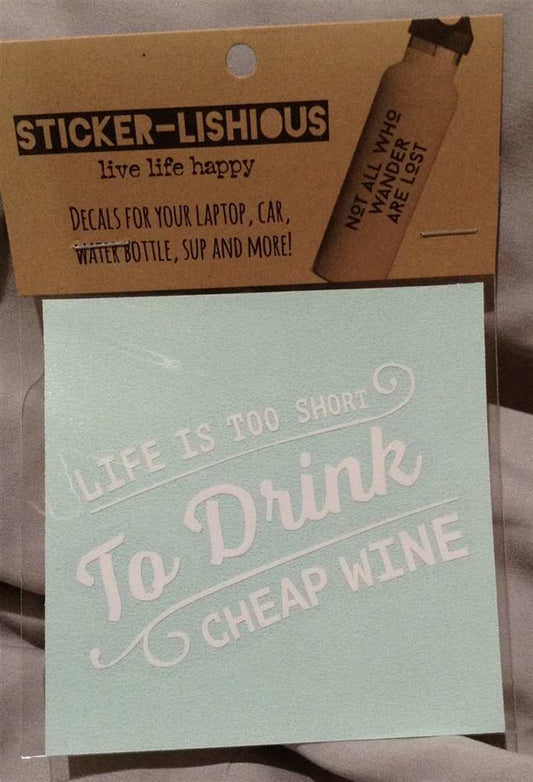 STICKER-LISHIOUS
live life happy
DECALS FOR YOUR LAPTOP, CAR,
WATER BOTTLE, SUP AND MORE!
NOT ALL WHO
WANDER
ARE LOST
LIFE IS TOO SHORT
To Drink
CHEAP WINE